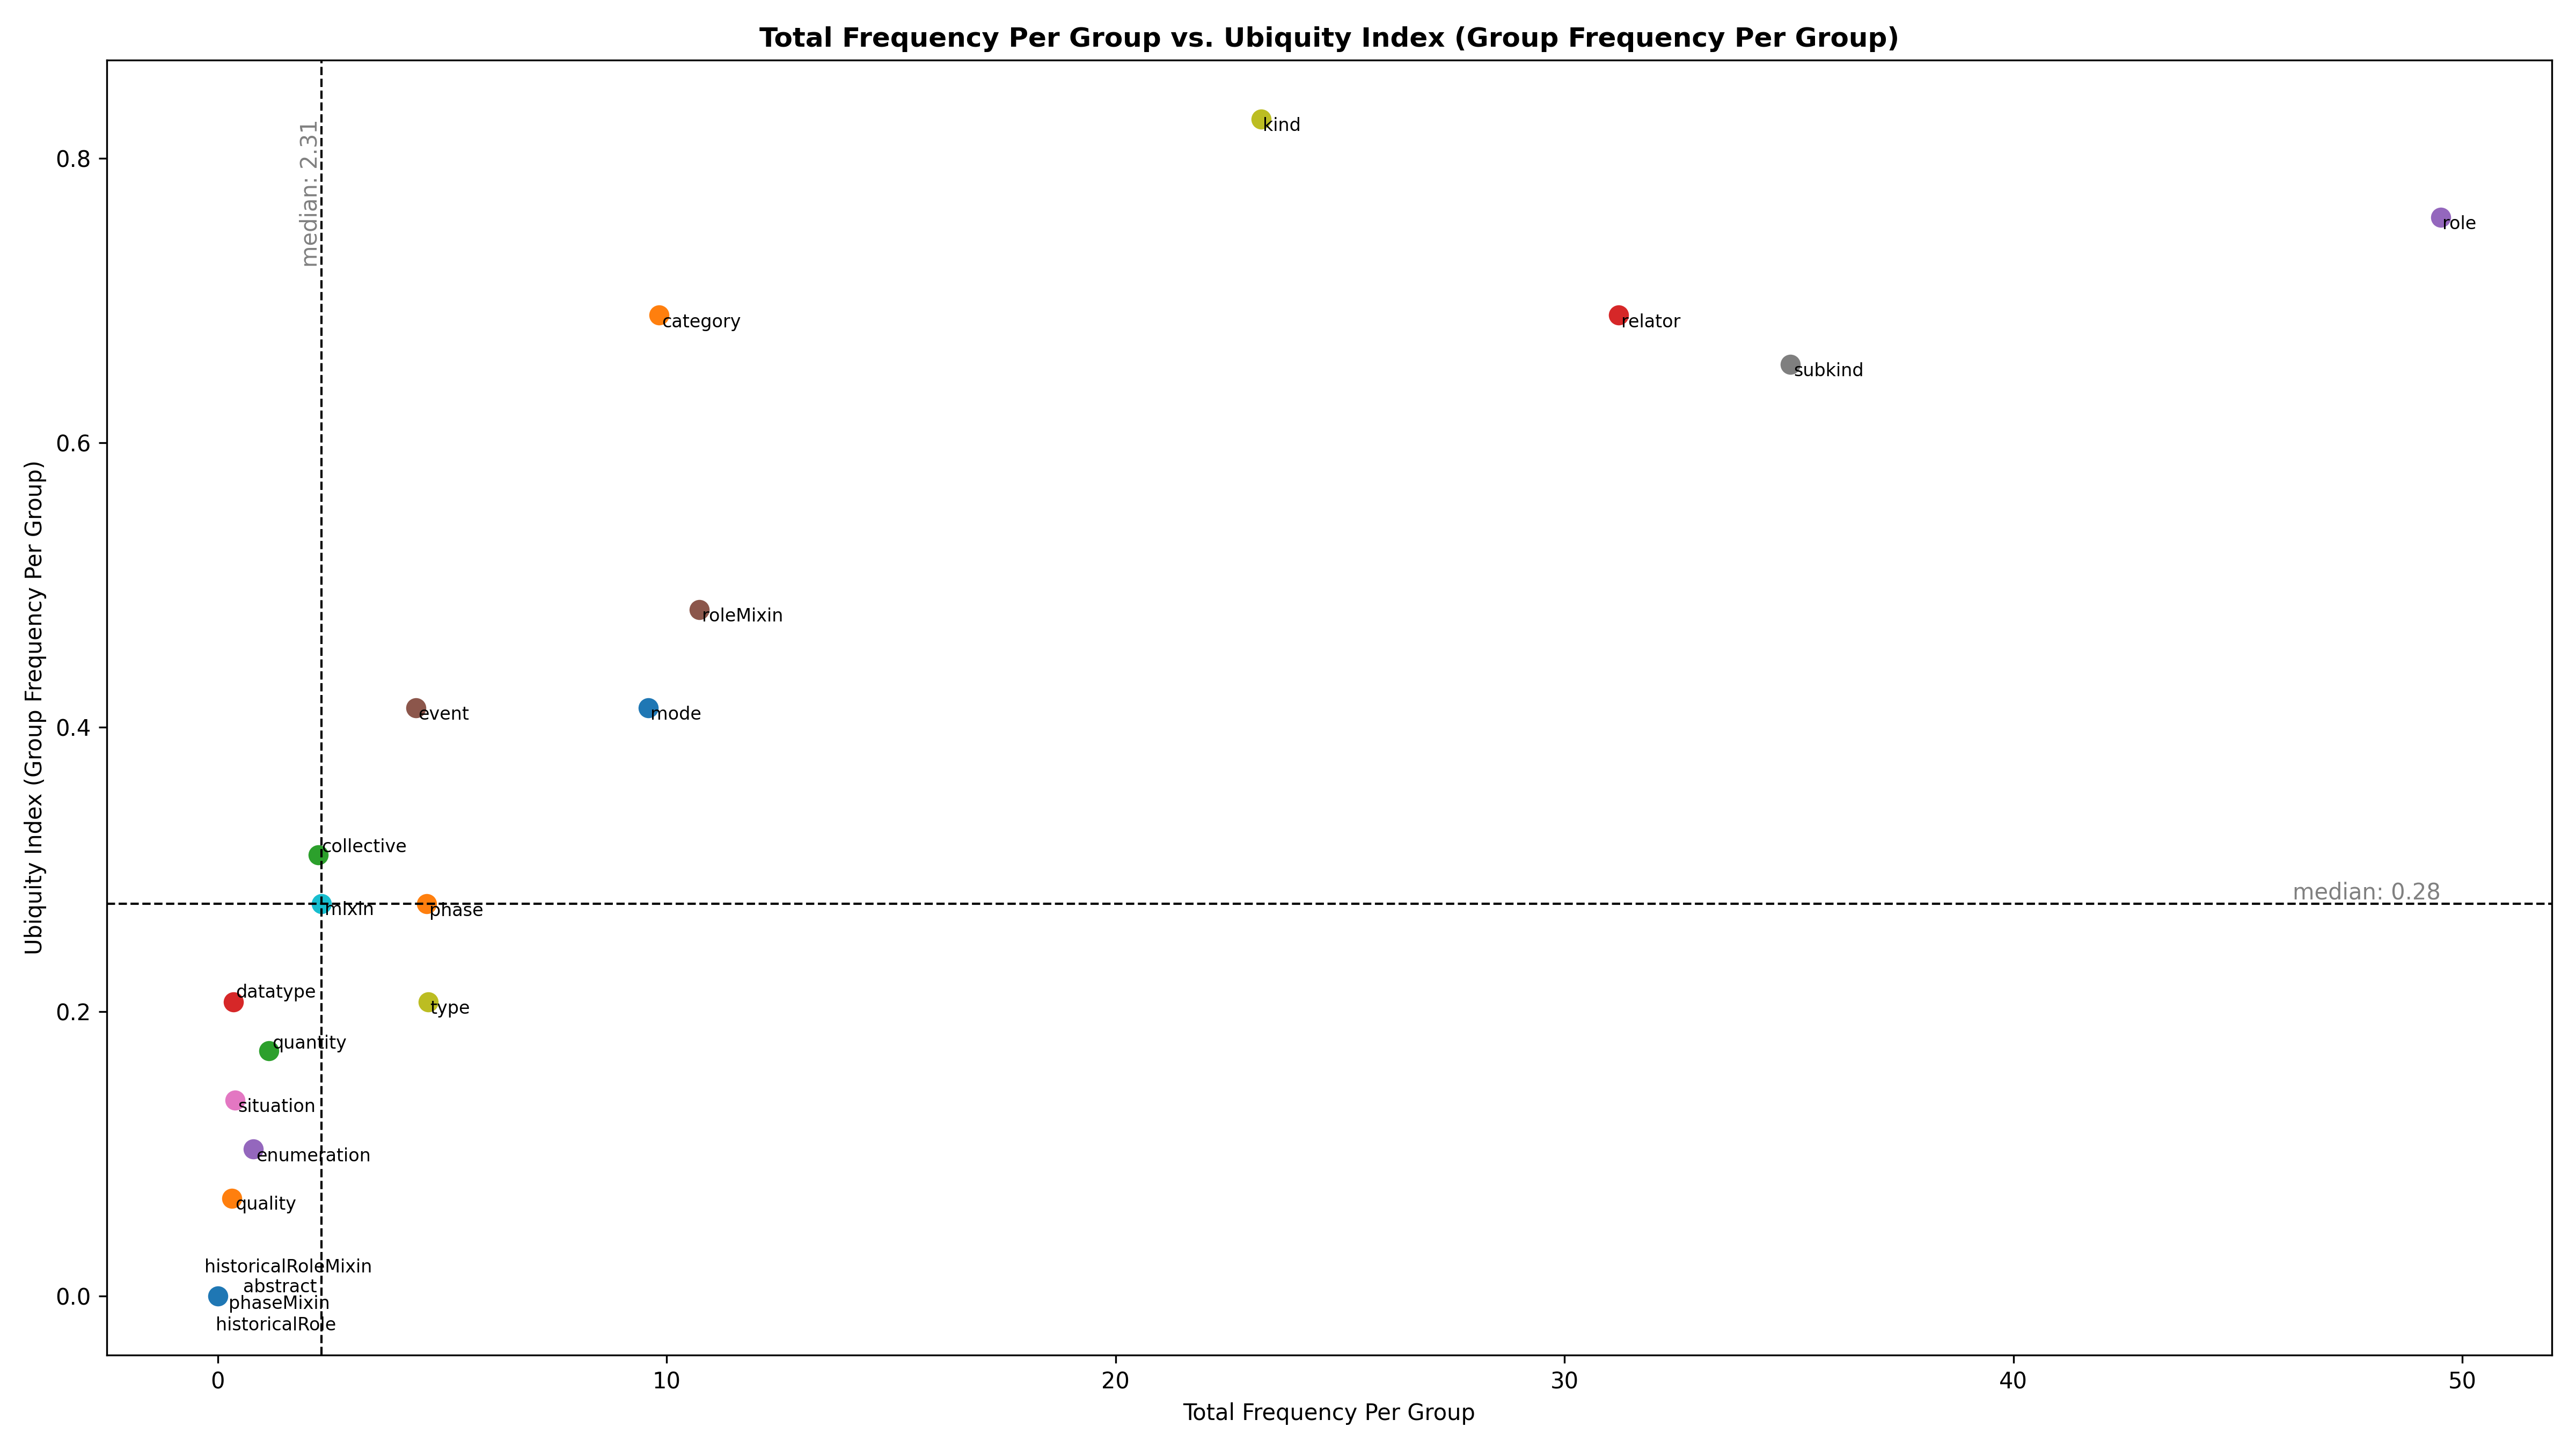 Total Frequency Per Group vs. Ubiquity Index (Group Frequency Per Group)
Ubiquity Index (Group Frequency Per Group)
0.8
0.6
0.4
0.2
0.0
median: 2.31
kind
role
category
relator
subkind
roleMixin
event
mode
collective
median: 0.28
mixin
phase
datatype
type
quantity
situation
enumeration
quality
historicalRoleMixin
abstract
phaseMixin
historicalRole
0
10
20
30
40
50
Total Frequency Per Group